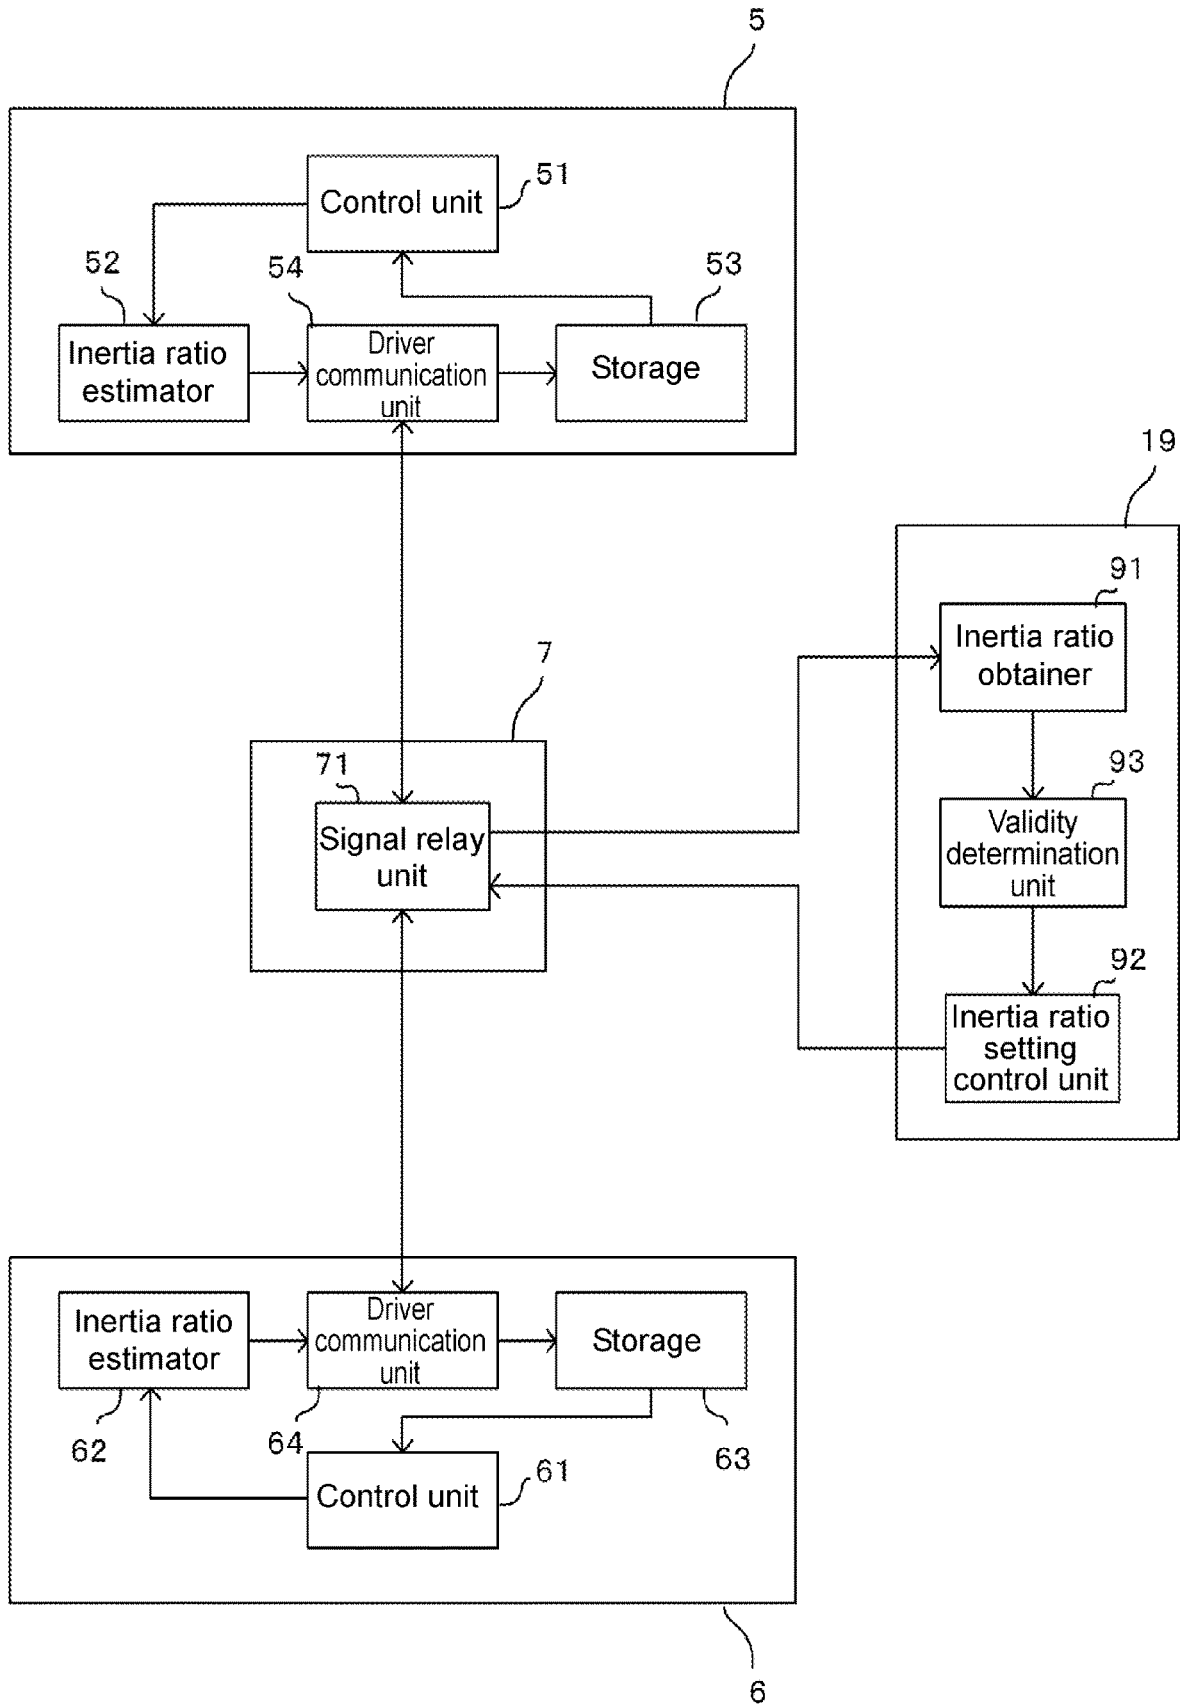 5
51
Control unit
52
54
53
Inertia ratio
estimator
Driver
communication
unit
Storage
19
91
Inertia ratio
obtainer
7
71
Signal relay
unit
93
Validity
determination
unit
92
Inertia ratio
setting
control unit
Inertia ratio
estimator
Driver
communication
unit
Storage
62
64
63
61
Control unit
6